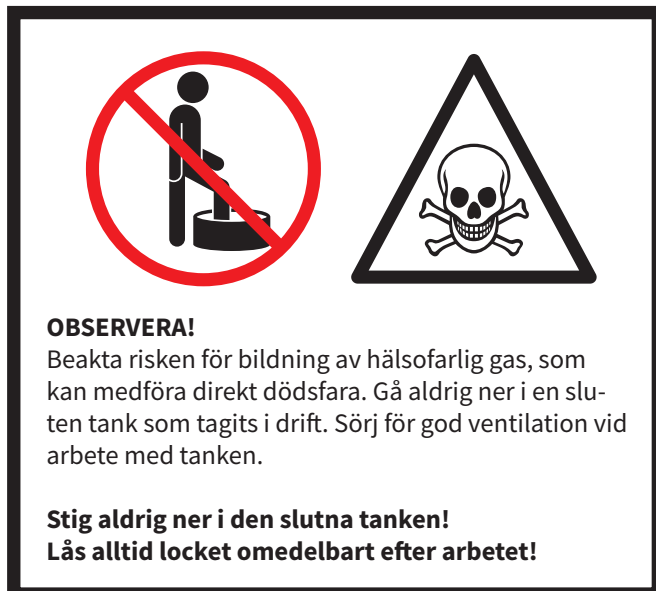 OBSERVERA!
Beakta risken för bildning av hälsofarlig gas, som
kan medföra direkt dödsfara. Gå aldrig ner i en slu-
ten tank som tagits i drift. Sörj för god ventilation vid
arbete med tanken.
Stig aldrig ner i den slutna tanken!
Lås alltid locket omedelbart efter arbetet!